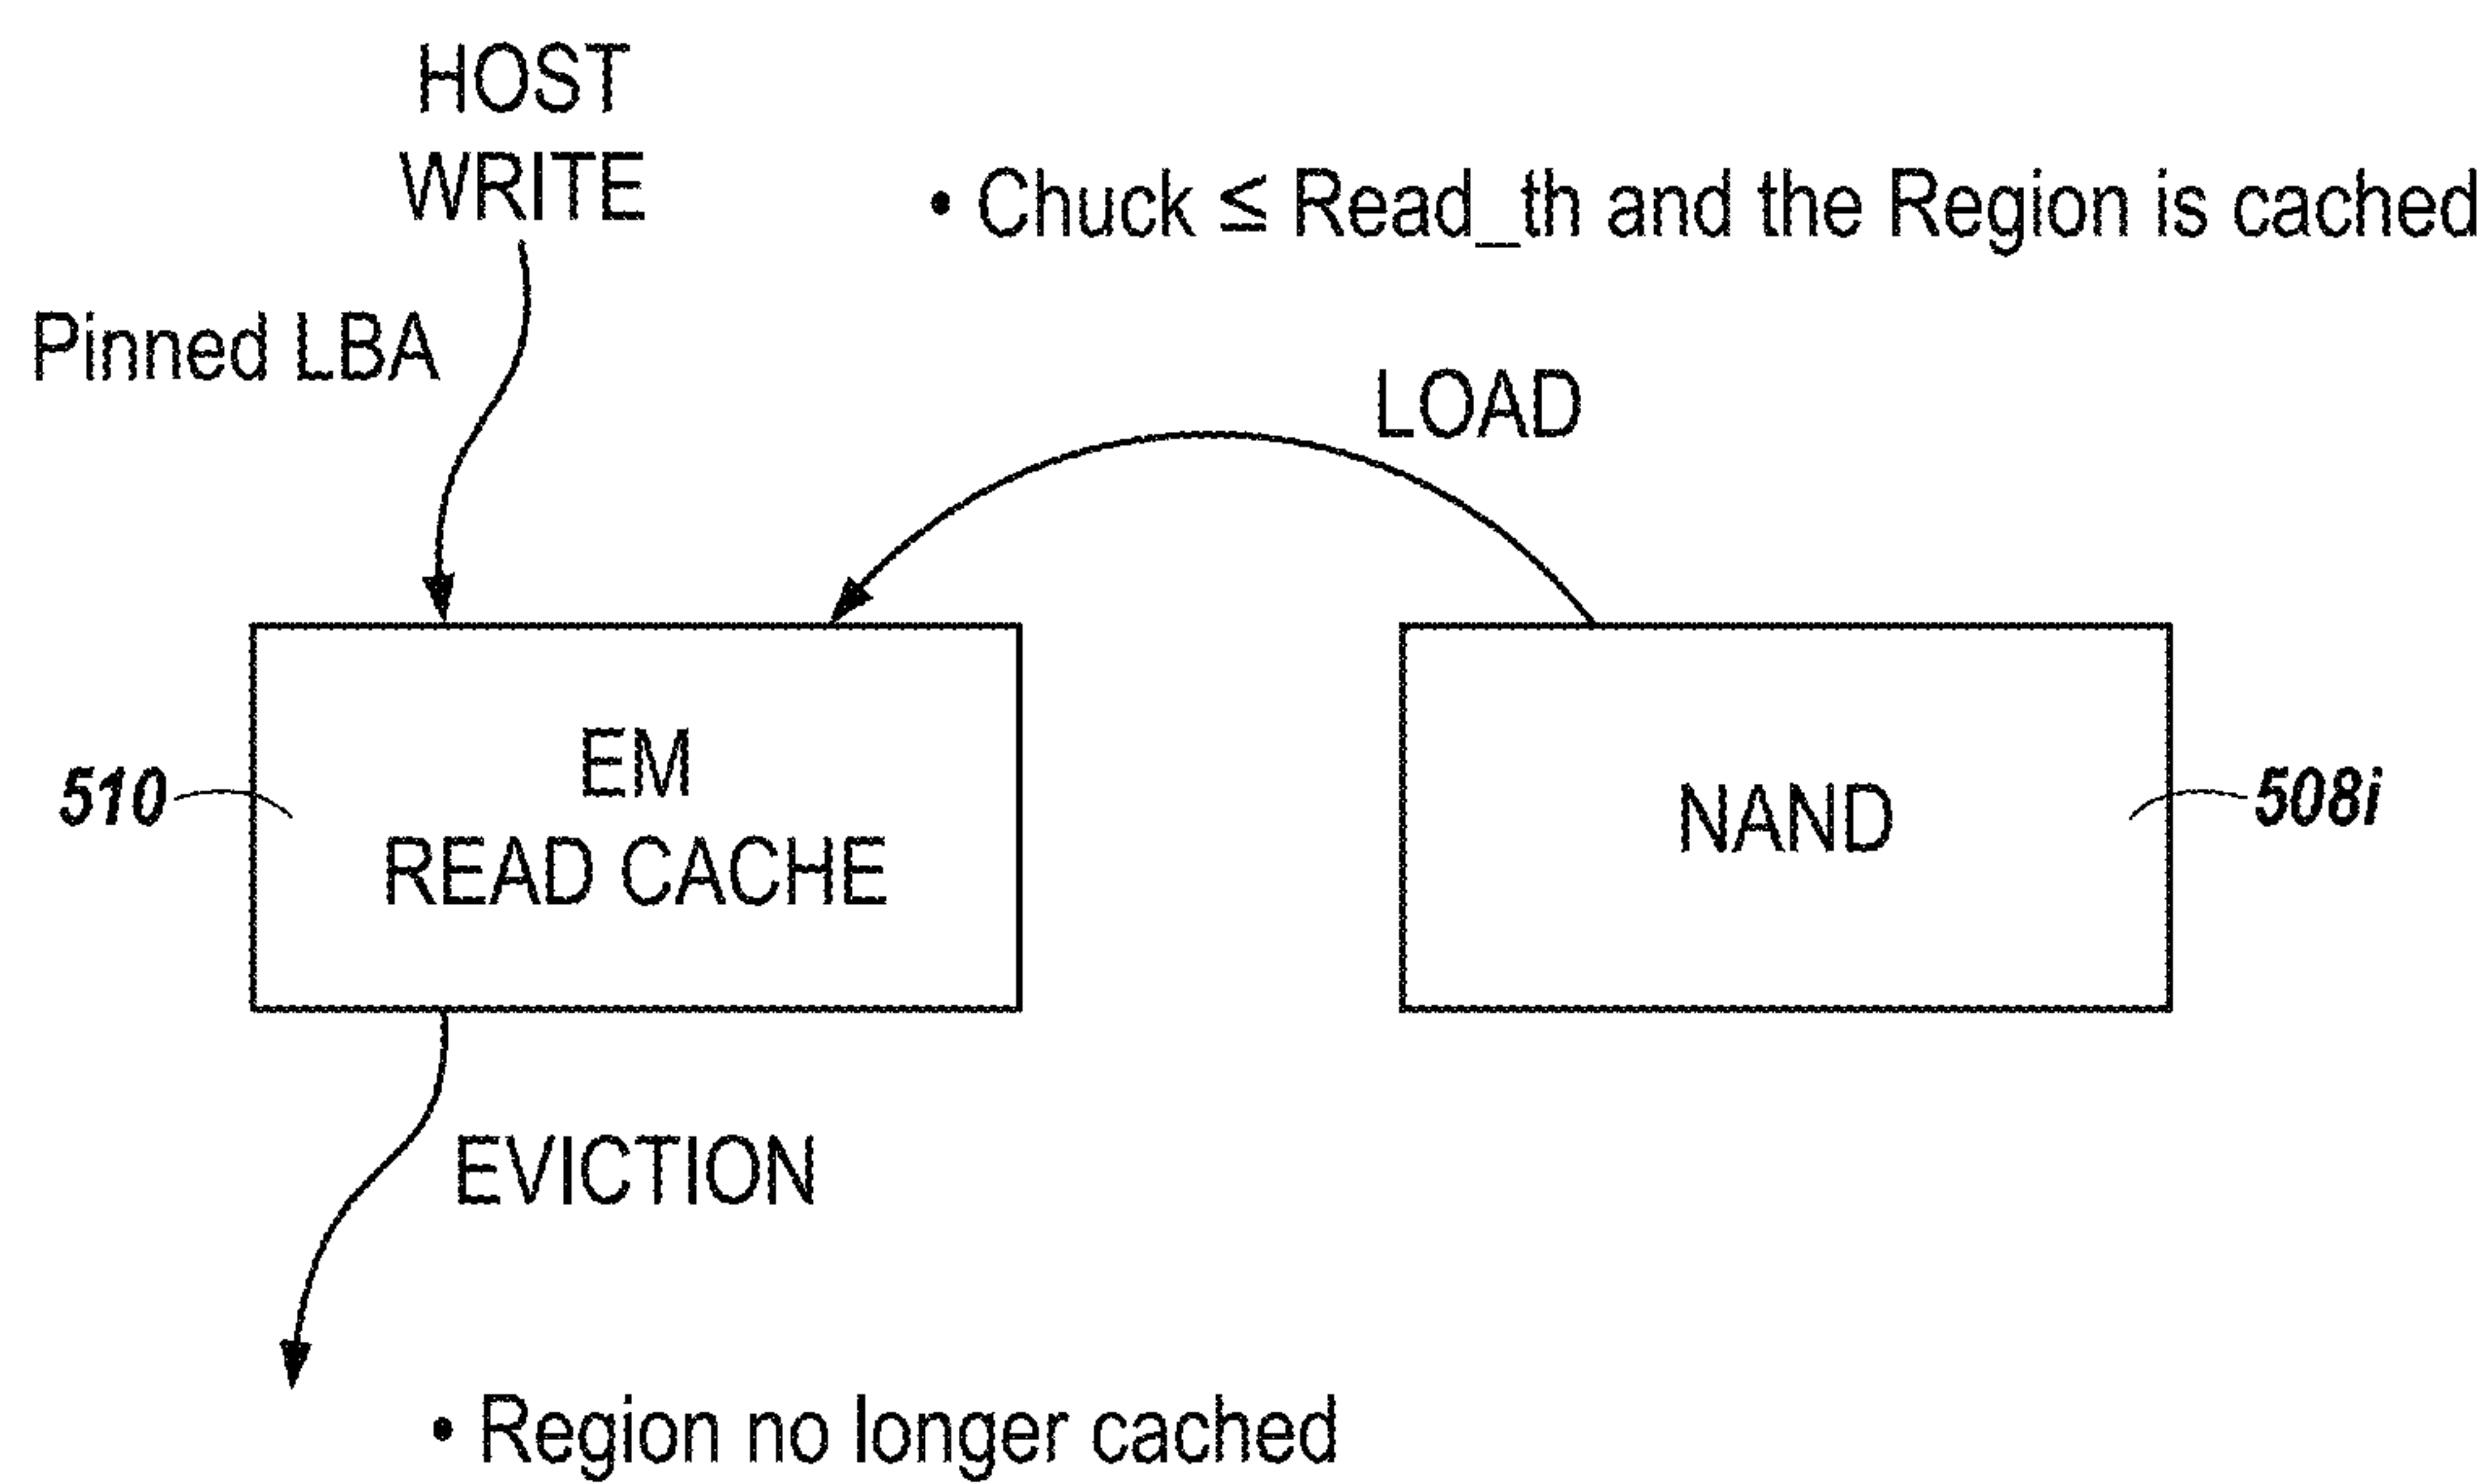 HOST
WRITE
• Chuck ≤ Read_th and the Region is cached
Pinned LBA
LOAD
EM
READ CACHE
510
NAND
508i
EVICTION
• Region no longer cached